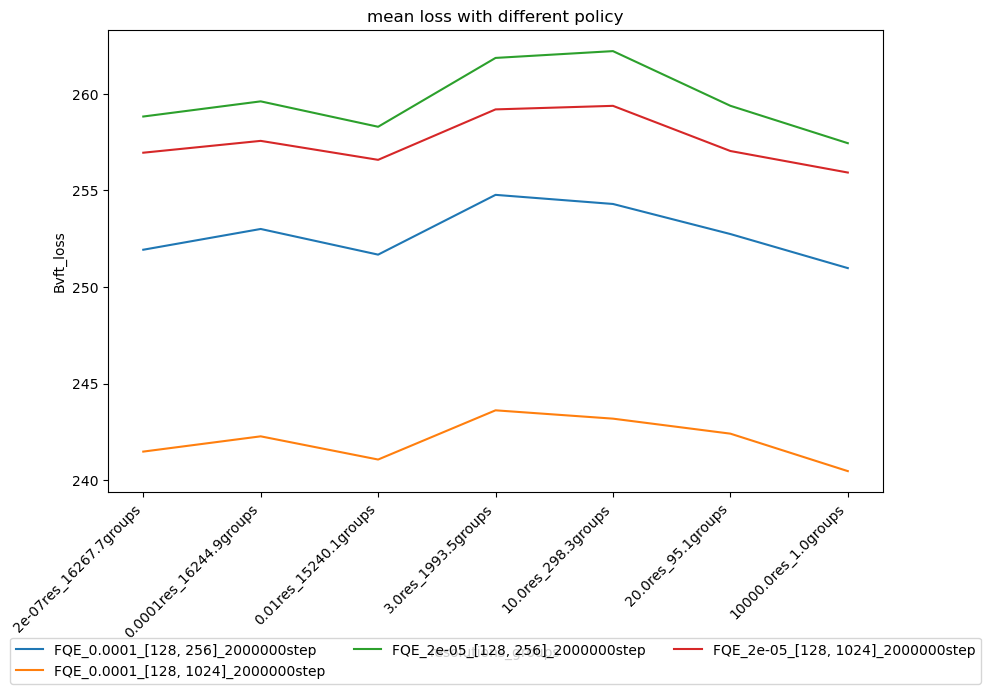 mean loss with different policy
260
255
250
245
240
Bvft_loss
2e-07res_16267.7groups
0.0001res_16244.9groups
0.01res_15240.1groups
3.0res_1993.5groups
10.0res_298.3groups
20.0res_95.1groups
10000.0res_1.0groups
FQE_0.0001_[128, 256]_2000000step
FQE_0.0001_[128, 1024]_2000000step
FQE_2e-05_[128, 256]_2000000step
FQE_2e-05_[128, 1024]_2000000step